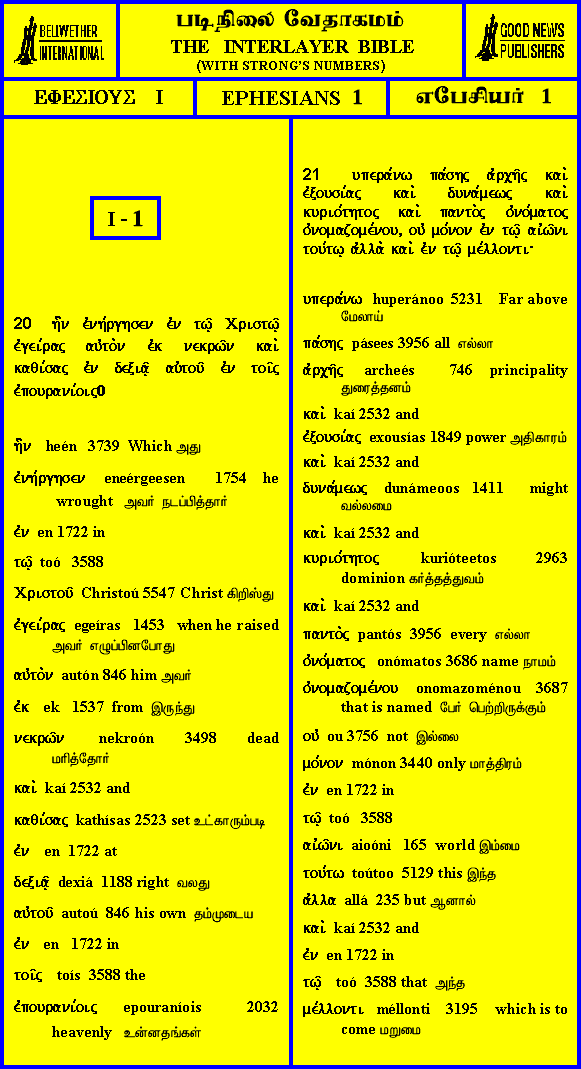 BELLWETHER
INTERNATIONAL
படிநிலை வேதாகமம்
THE INTERLAYER BIBLE
(WITH STRONG'S NUMBERS)
GOOD NEWS
PUBLISHERS
ΕΦΕΣΙΟΥΣ I
EPHESIANS 1
எபேசியர் 1
I - 1
20 ἣν ἐνήργησεν ἐν τῷ Χριστῷ
ἐγείρας αὐτὸν ἐκ νεκρῶν καὶ
καθίσας ἐν δεξιᾷ αὐτοῦ ἐν τοῖς
ἐπουρανίοις0
ἣν heén 3739 Which அது
ἐνήργησεν eneérgeesen 1754 he
wrought அவர் நடப்பித்தார்
ἐν en 1722 in
τῷ toó 3588
Χριστοῦ Christoú 5547 Christ கிறிஸ்து
ἐγείρας egeíras 1453 when he raised
அவர் எழுப்பினபோது
αὐτὸν autón 846 him அவர்
ἐκ ek 1537 from இருந்து
νεκρῶν nekroón 3498 dead
மரித்தோர்
καὶ kaí 2532 and
καθίσας kathísas 2523 set உட்காரும்படி
ἐν en 1722 at
δεξιᾷ dexiá 1188 right வலது
αὐτοῦ autoú 846 his own தம்முடைய
ἐν en 1722 in
τοῖς toís 3588 the
ἐπουρανίοις epouraníois 2032
heavenly உன்னதங்கள்
21 υπεράνω πάσης ἀρχῆς καὶ
ἐξουσίας καὶ δυνάμεως καὶ
κυριότητος καὶ παντὸς ὀνόματος
ὀνομαζομένου, οὐ μόνον ἐν τῷ αἰῶνι
τούτῳ ἀλλὰ καὶ ἐν τῷ μέλλοντι·
υπεράνω huperánoo 5231 Far above
மேலாய்
πάσης pásees 3956 all எல்லா
ἀρχῆς archeés 746 principality
துரைத்தனம்
καὶ kaí 2532 and
ἐξουσίας exousías 1849 power அதிகாரம்
καὶ kaí 2532 and
δυνάμεως dunámeoos 1411 might
வல்லமை
καὶ kaí 2532 and
κυριότητος kurióteetos 2963
dominion கர்த்தத்துவம்
καὶ kaí 2532 and
παντὸς pantós 3956 every எல்லா
ὀνόματος onómatos 3686 name நாமம்
ὀνομαζομένου onomazoménou 3687
that is named பேர் பெற்றிருக்கும்
οὐ ou 3756 not இல்லை
μόνον mónon 3440 only மாத்திரம்
ἐν en 1722 in
τῷ toó 3588
αἰῶνι aioóni 165 world இம்மை
τούτω toútoo 5129 this இந்த
ἀλλα allá 235 but ஆனால்
καὶ kaí 2532 and
ἐν en 1722 in
τῷ toó 3588 that அந்த
μέλλοντι méllonti 3195 which is to
come மறுமை